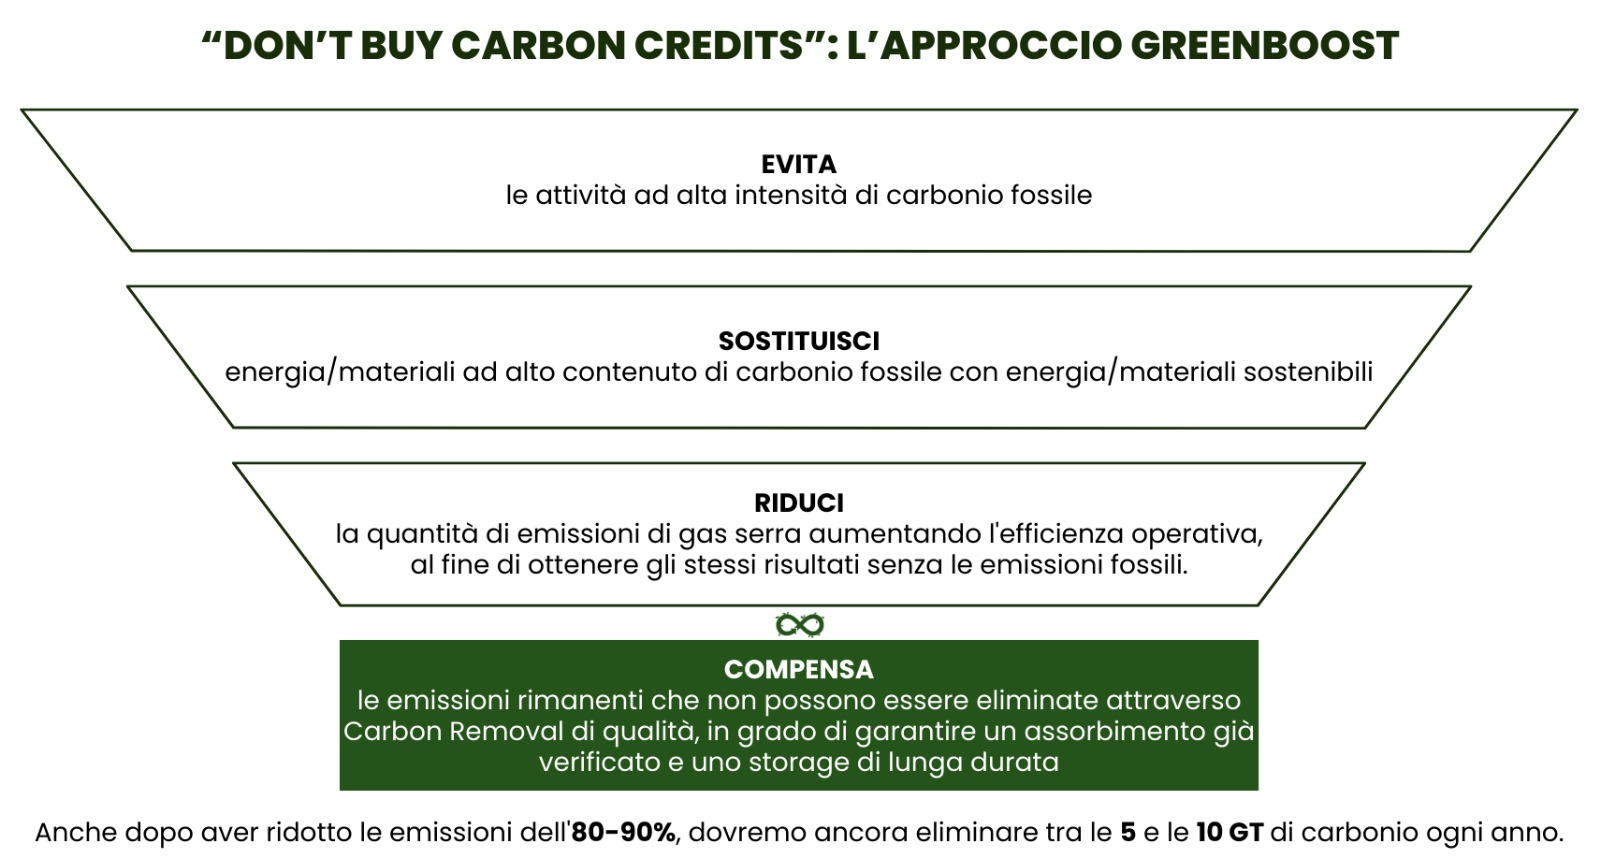 “DON’T BUY CARBON CREDITS”: L’APPROCCIO GREENBOOST
EVITA
le attività ad alta intensità di carbonio fossile
SOSTITUISCI
energia/materiali ad alto contenuto di carbonio fossile con energia/materiali sostenibili
RIDUCI
la quantità di emissioni di gas serra aumentando l'efficienza operativa,
al fine di ottenere gli stessi risultati senza le emissioni fossili.
COMPENSA
le emissioni rimanenti che non possono essere eliminate attraverso
Carbon Removal di qualità, in grado di garantire un assorbimento già
verificato e uno storage di lunga durata
Anche dopo aver ridotto le emissioni dell'80-90%, dovremo ancora eliminare tra le 5 e le 10 GT di carbonio ogni anno.